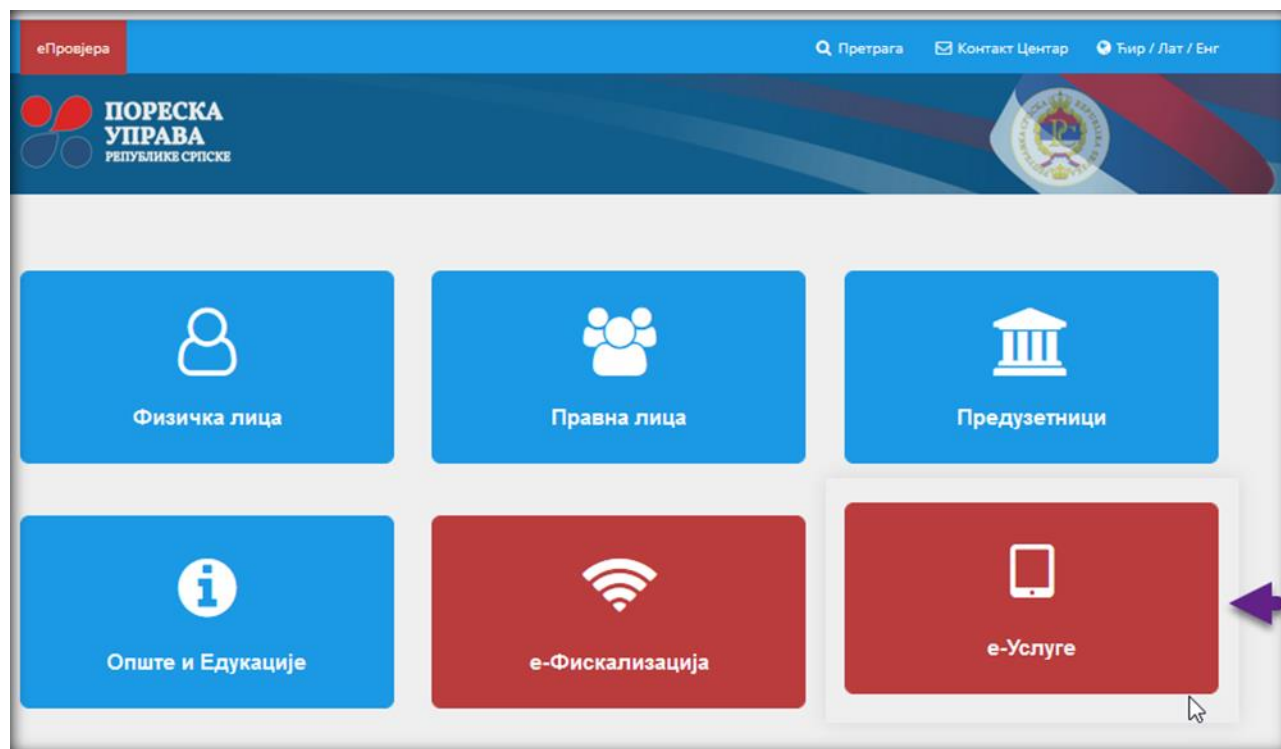 еПровјера
Претрага
Контакт Центар
Ћир / Лат / Енг
ПОРЕСКА
УПРАВА
РЕПУБЛИКЕ СРПСКЕ
Физичка лица
Правна лица
Предузетници
Опште и Едукације
е-Фискализација
е-Услуге